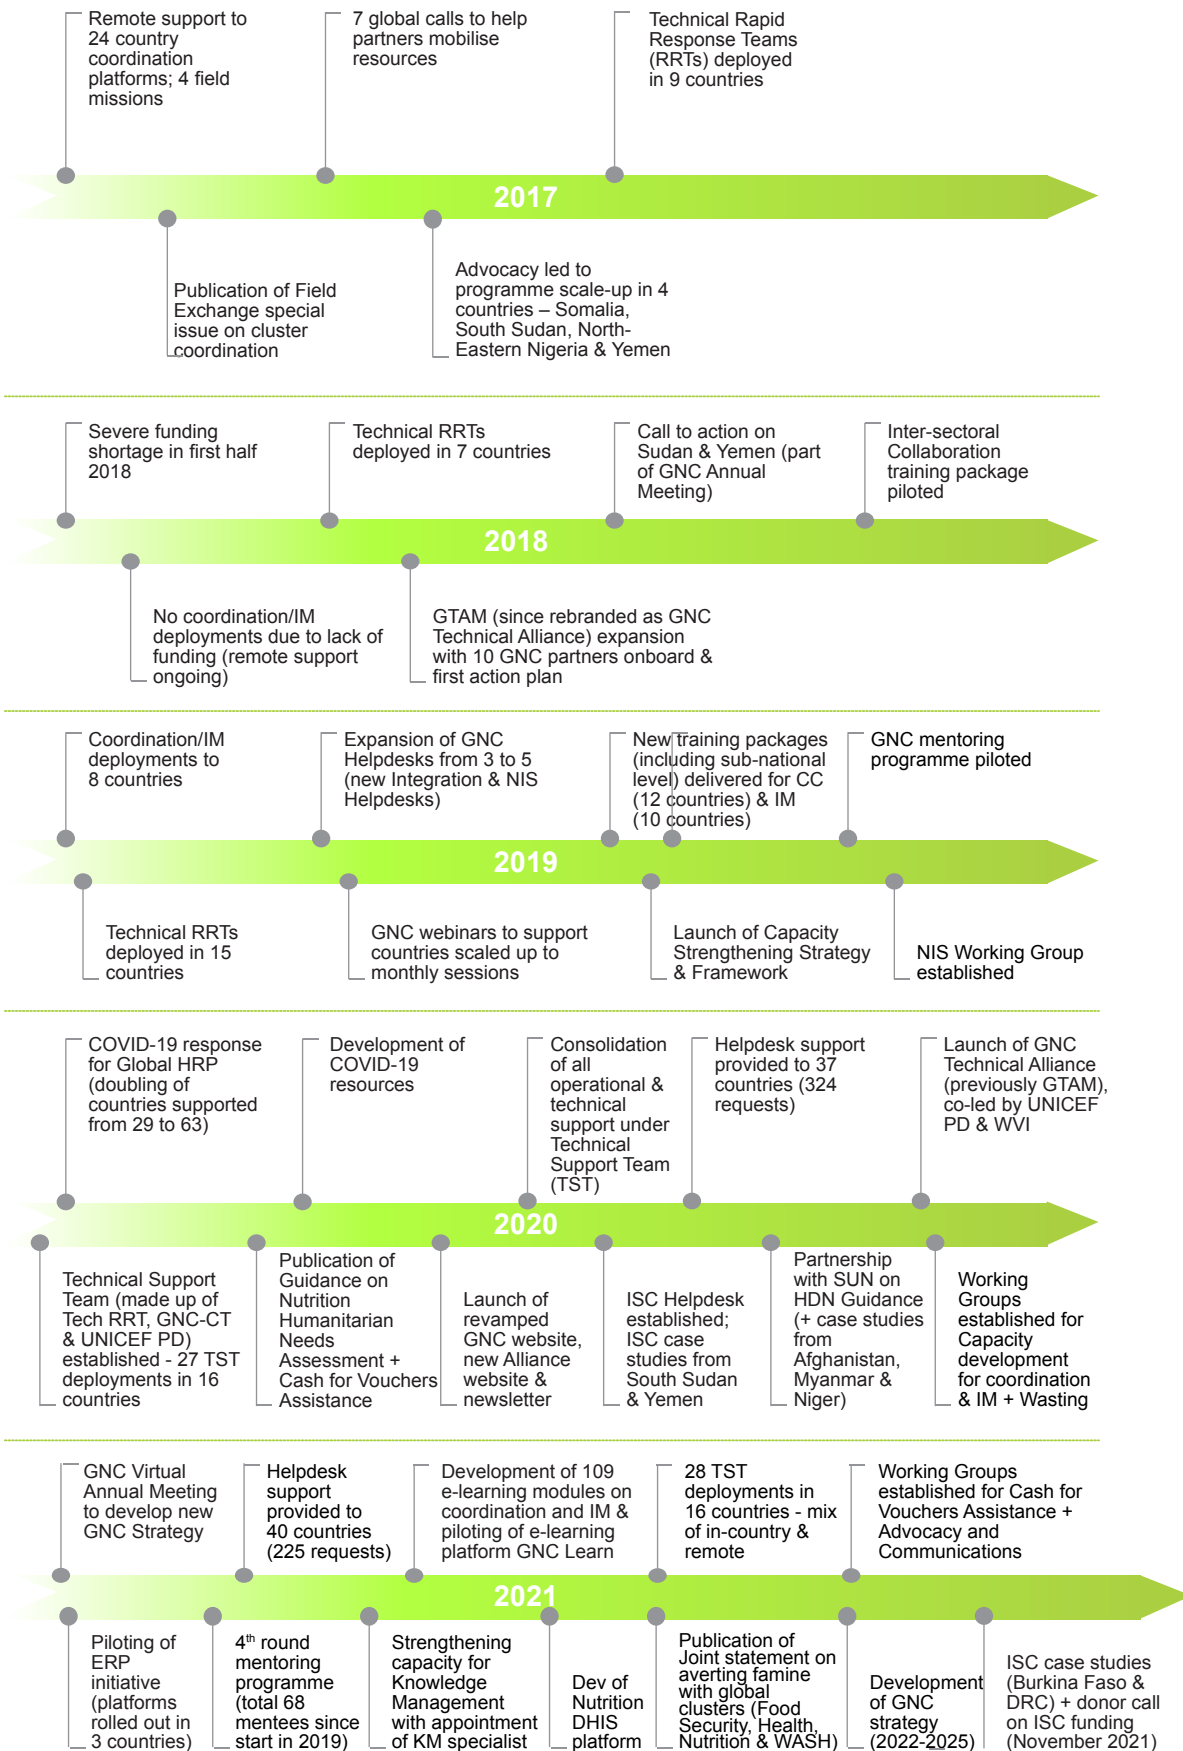 Remote support to
24 country
coordination
platforms; 4 field
missions
7 global calls to help
partners mobilise
resources
Technical Rapid
Response Teams
(RRTs) deployed
in 9 countries
2017
Publication of Field
Exchange special
issue on cluster
coordination
Advocacy led to
programme scale-up in 4
countries – Somalia,
South Sudan, North-
Eastern Nigeria & Yemen
Severe funding
shortage in first half
2018
Technical RRTs
deployed in 7 countries
Call to action on
Sudan & Yemen (part
of GNC Annual
Meeting)
Inter-sectoral
Collaboration
training package
piloted
2018
No coordination/IM
deployments due to lack of
funding (remote support
ongoing)
GTAM (since rebranded as GNC
Technical Alliance) expansion
with 10 GNC partners onboard &
first action plan
Coordination/IM
deployments to
8 countries
Expansion of GNC
Helpdesks from 3 to 5
(new Integration & NIS
Helpdesks)
New training packages
(including sub-national
level) delivered for CC
(12 countries) & IM
(10 countries)
GNC mentoring
programme piloted
2019
Technical RRTs
deployed in 15
countries
GNC webinars to support
countries scaled up to
monthly sessions
Launch of Capacity
Strengthening Strategy
& Framework
NIS Working Group
established
COVID-19 response
for Global HRP
(doubling of
countries supported
from 29 to 63)
Development of
COVID-19
resources
Consolidation
of all
operational &
technical
support under
Technical
Support Team
(TST)
Helpdesk support
provided to 37
countries (324
requests)
Launch of GNC
Technical Alliance
(previously GTAM),
co-led by UNICEF
PD & WVI
2020
Technical Support
Team (made up of
Tech RRT, GNC-CT
& UNICEF PD)
established - 27 TST
deployments in 16
countries
Publication of
Guidance on
Nutrition
Humanitarian
Needs
Assessment +
Cash for Vouchers
Assistance
Launch of
revamped
GNC website,
new Alliance
website &
newsletter
ISC Helpdesk
established;
ISC case
studies from
South Sudan
& Yemen
Partnership
with SUN on
HDN Guidance
(+ case studies
from
Afghanistan,
Myanmar &
Niger)
Working
Groups
established for
Capacity
development
for coordination
& IM + Wasting
GNC Virtual
Annual Meeting
to develop new
GNC Strategy
Helpdesk
support
provided to
40 countries
(225 requests)
Development of 109
e-learning modules on
coordination and IM &
piloting of e-learning
platform GNC Learn
28 TST
deployments in
16 countries - mix
of in-country &
remote
Working Groups
established for Cash for
Vouchers Assistance +
Advocacy and
Communications
2021
Piloting of
ERP
initiative
(platforms
rolled out in
3 countries)
4th round
mentoring
programme
(total 68
mentees since
start in 2019)
Strengthening
capacity for
Knowledge
Management
with appointment
of KM specialist
Dev of
Nutrition
DHIS
platform
Publication of
Joint statement on
averting famine
with global
clusters (Food
Security, Health,
Nutrition & WASH)
Development
of GNC
strategy
(2022-2025)
ISC case studies
(Burkina Faso &
DRC) + donor call
on ISC funding
(November 2021)